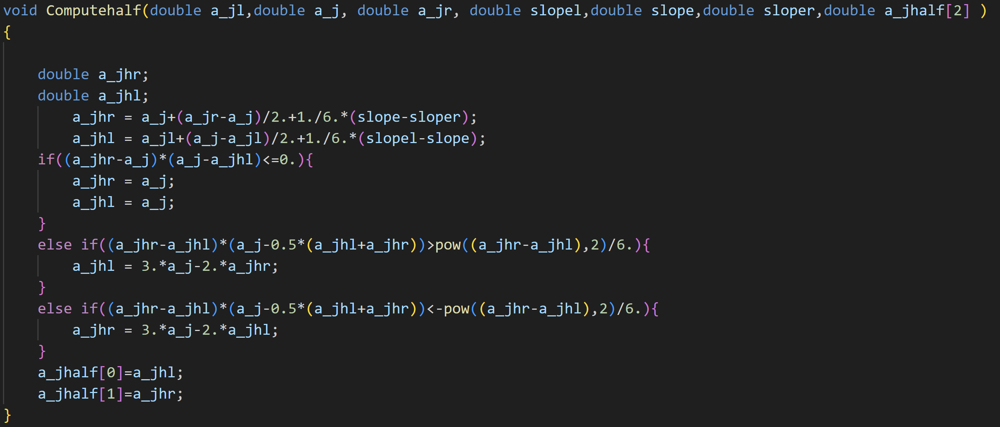 void Computehalf(double a_jl,double a_j, double a_jr, double slopel,double slope,double sloper,double a_jhalf[2] )
{
double a_jhr;
double a_jhl;
a_jhr = a_j+(a_jr-a_j)/2.+1./6.*(slope-sloper);
a_jhl = a_jl+(a_j-a_jl)/2.+1./6.*(slopel-slope);
if((a_jhr-a_j)*(a_j-a_jhl)<=0.){
a_jhr = a_j;
a_jhl = a_j;
}
else if((a_jhr-a_jhl)*(a_j-0.5*(a_jhl+a_jhr))>pow((a_jhr-a_jhl),2)/6.){
a_jhl = 3.*a_j-2.*a_jhr;
}
else if((a_jhr-a_jhl)*(a_j-0.5*(a_jhl+a_jhr))<-pow((a_jhr-a_jhl),2)/6.){
a_jhr = 3.*a_j-2.*a_jhl;
}
a_jhalf[0]=a_jhl;
a_jhalf[1]=a_jhr;
}